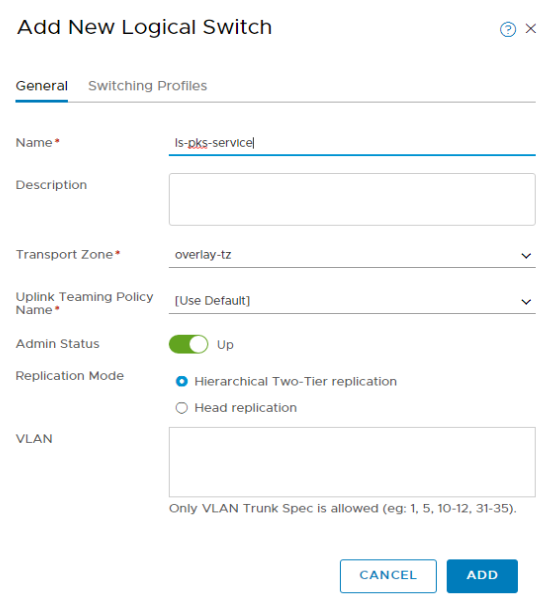 Add New Logical Switch
General Switching Profiles
Name*
ls-pks-service
Description
Transport Zone*
overlay-tz
Uplink Teaming Policy
Name*
[Use Default]
Admin Status
Up
Replication Mode
Hierarchical Two-Tier replication
Head replication
VLAN
Only VLAN Trunk Spec is allowed (eg: 1, 5, 10-12, 31-35).
CANCEL ADD